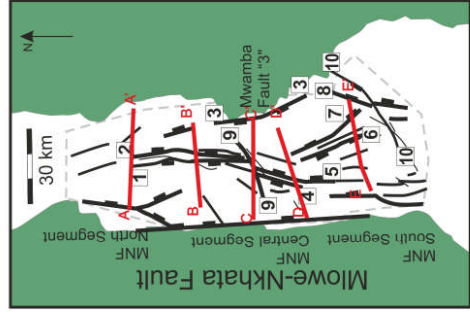 N
30 km
A
A'
B
B'
C
C'
D
D'
E
E'
1
2
3
Mwamba
Fault "3"
3
9
9
4
5
6
7
8
10
10
MNF
North Segment
MNF
Central Segment
MNF
South Segment
Mlowe-Nkhata Fault